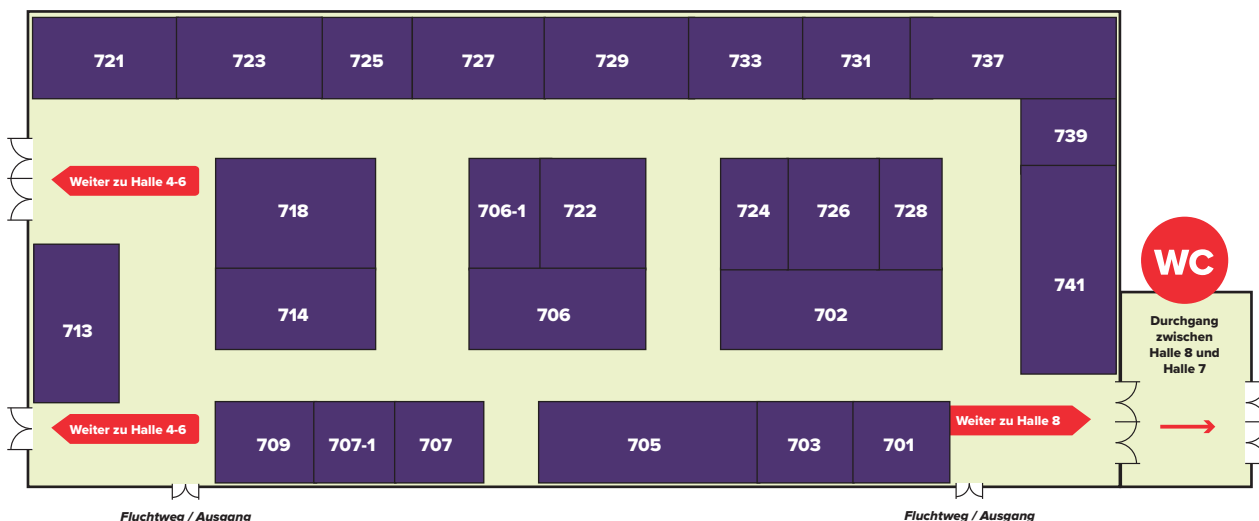 721
723
725
727
729
733
731
737
739
Weiter zu Halle 4-6
718
706-1
722
724
726
728
WC
741
714
706
702
713
Durchgang
zwischen
Halle 8 und
Halle 7
Weiter zu Halle 4-6
709
707-1
707
705
703
701
Weiter zu Halle 8
Fluchtweg / Ausgang
Fluchtweg / Ausgang